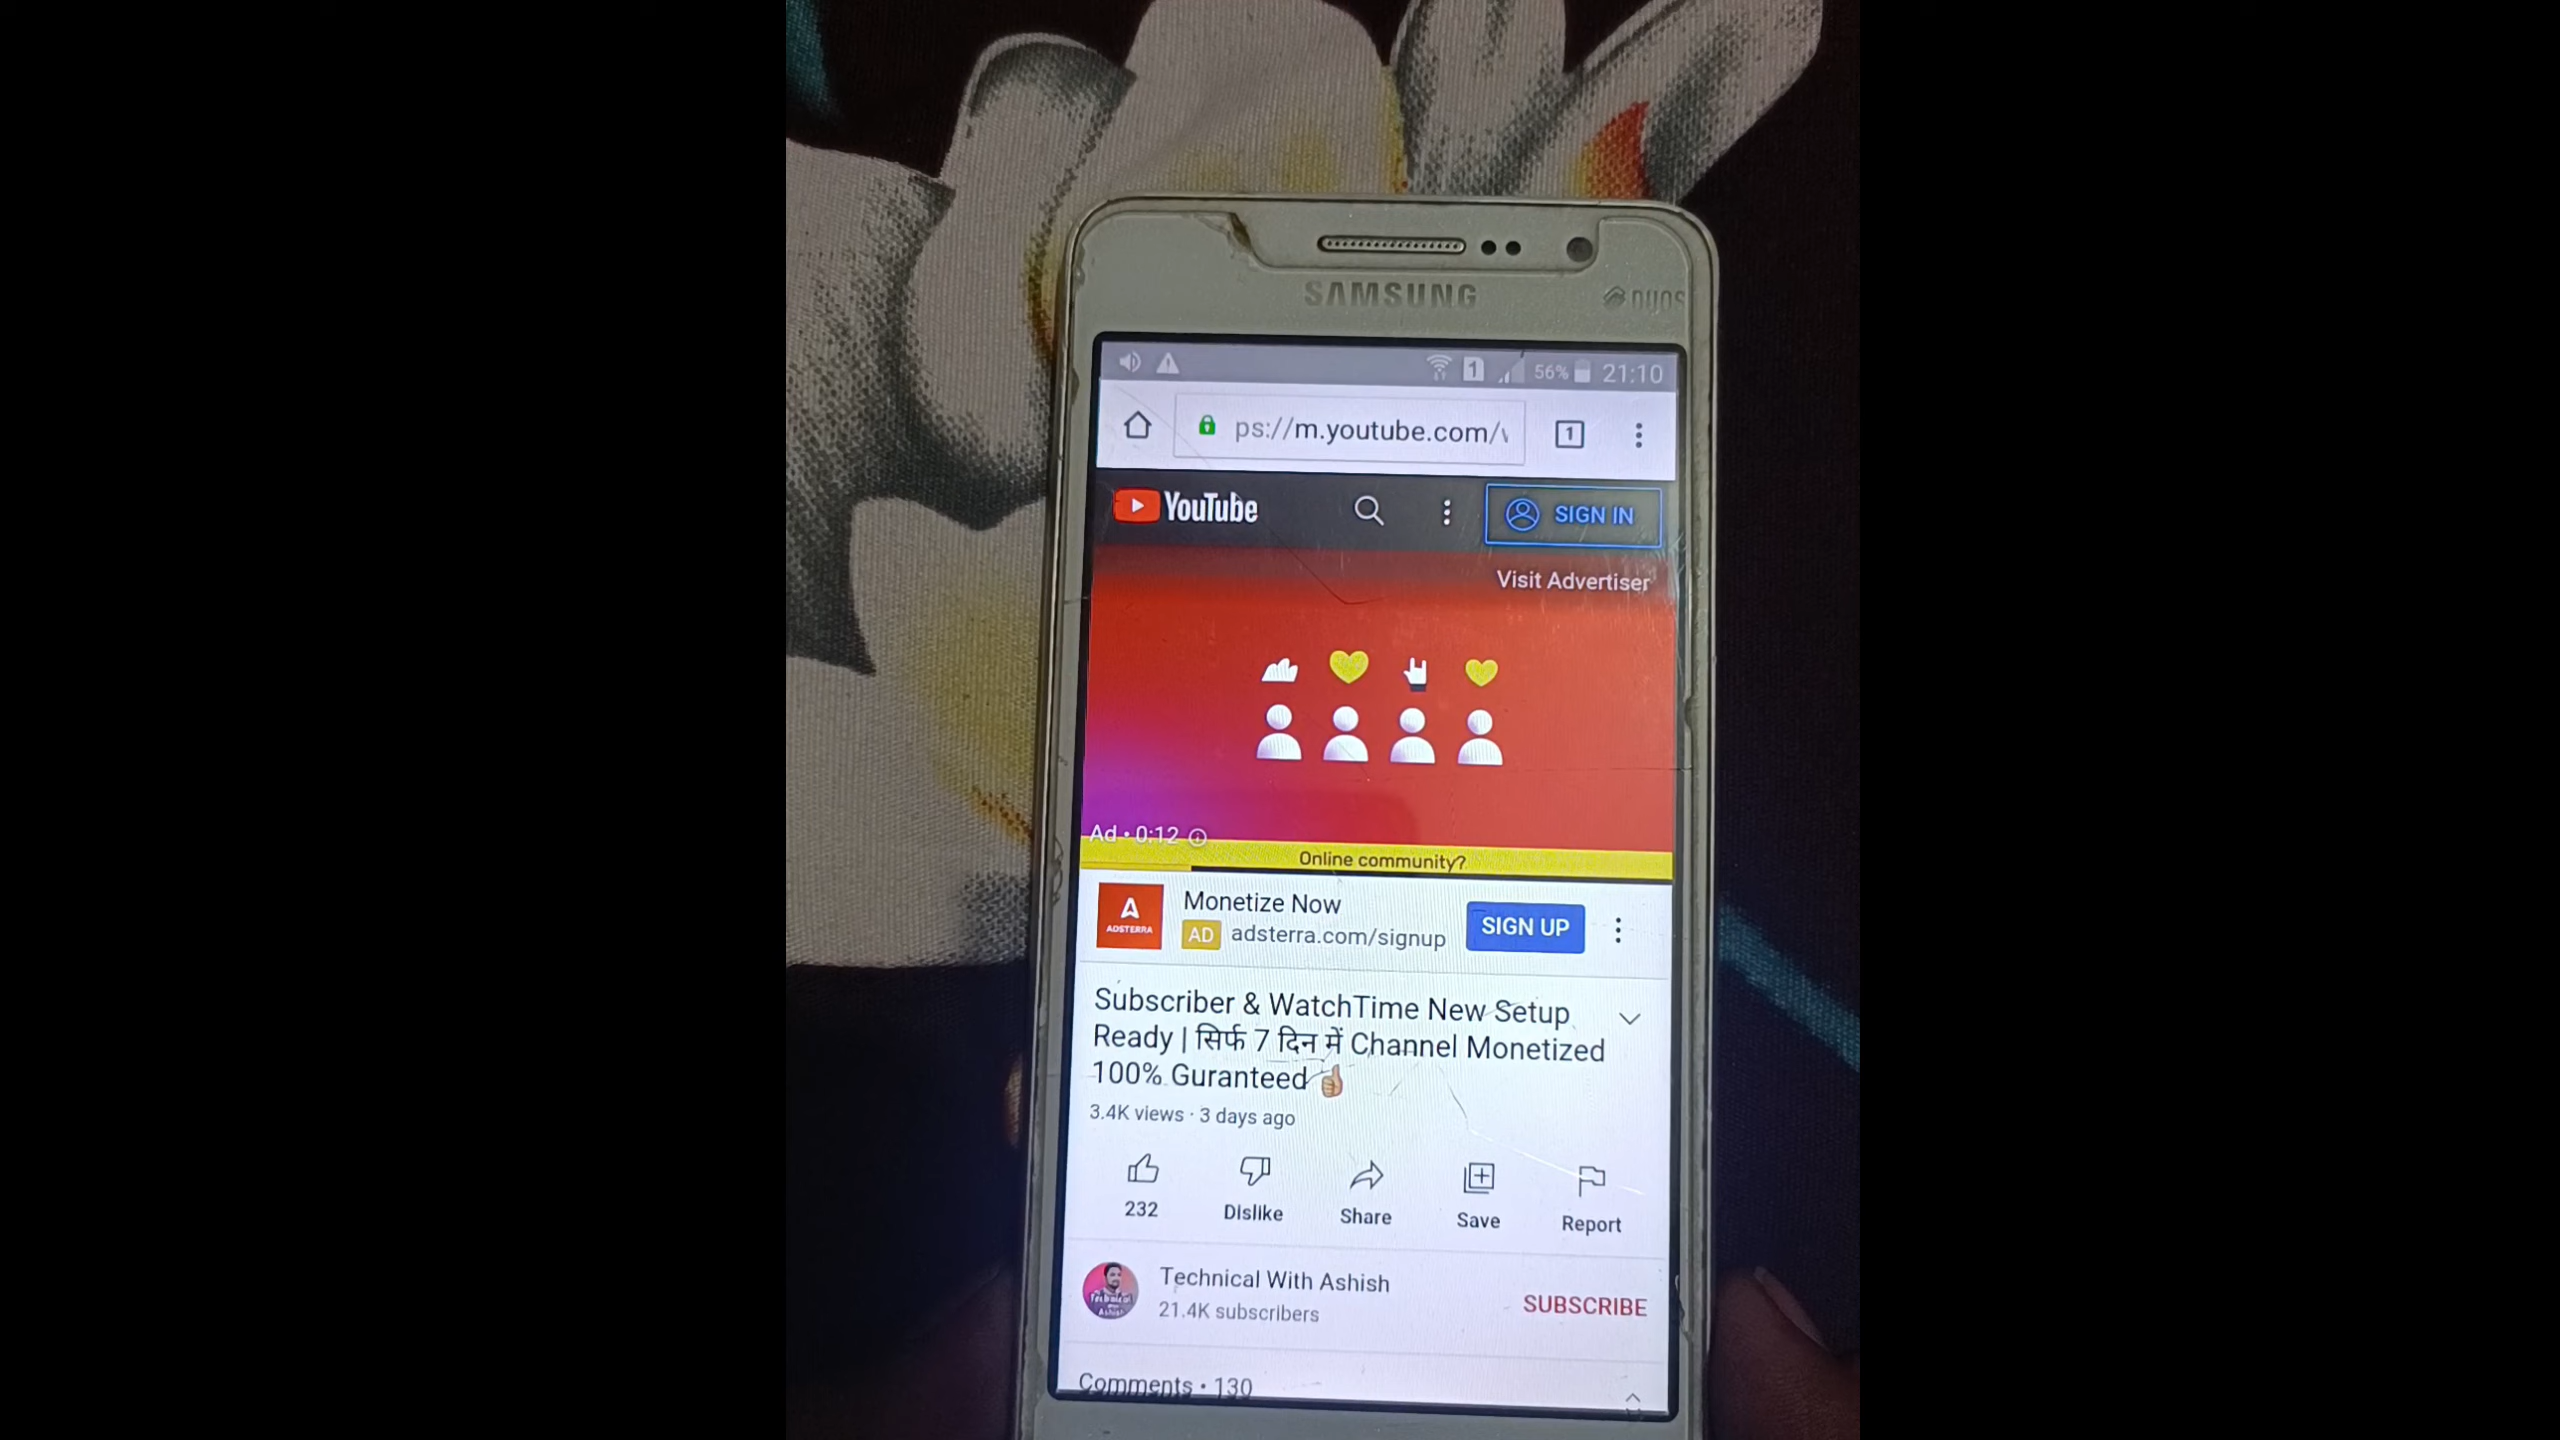 SAMSUNG DUOS
1 56% 21:10
ps://m.youtube.com/ 1
YouTube SIGN IN
Visit Advertiser
Ad · 0:12
Online community?
Monetize Now
A ADSTERRA AD adsterra.com/signup SIGN UP
Subscriber & WatchTime New Setup
Ready | सिर्फ 7 दिन में Channel Monetized
100% Guranteed 👍
3.4K views · 3 days ago
232 Dislike Share Save Report
Technical With Ashish
21.4K subscribers SUBSCRIBE
Comments · 130